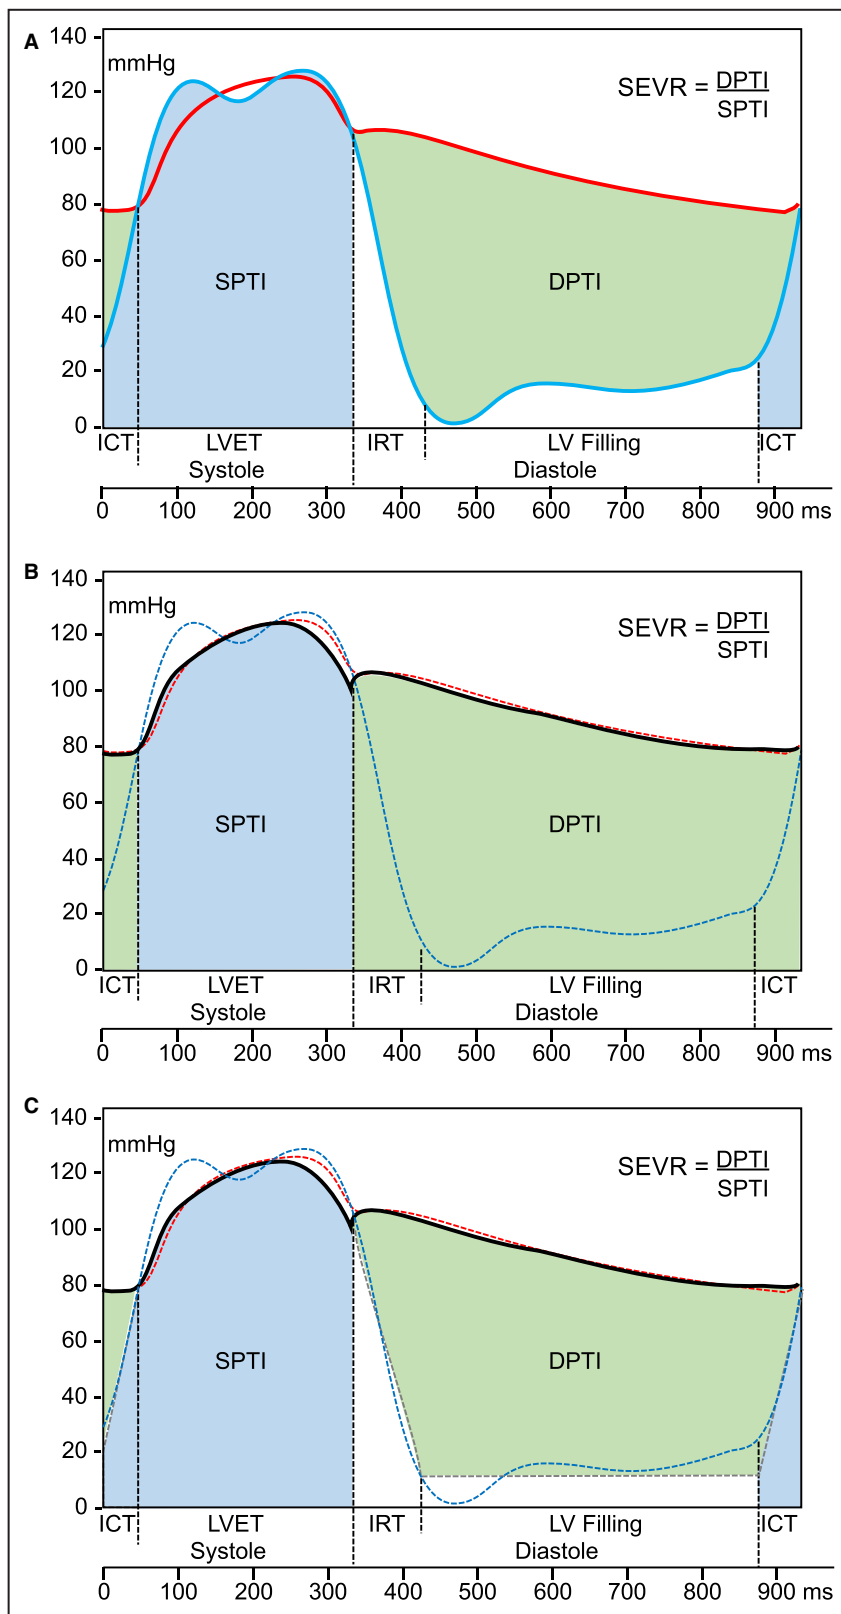 A
140
mmHg
120
100
80
60
40
20
0
SEVR = DPTI
SPTI
SPTI
DPTI
ICT LVET IRT LV Filling ICT
Systole Diastole
0 100 200 300 400 500 600 700 800 900 ms
B
140
mmHg
120
100
80
60
40
20
0
SEVR = DPTI
SPTI
SPTI
DPTI
ICT LVET IRT LV Filling ICT
Systole Diastole
0 100 200 300 400 500 600 700 800 900 ms
C
140
mmHg
120
100
80
60
40
20
0
SEVR = DPTI
SPTI
SPTI
DPTI
ICT LVET IRT LV Filling ICT
Systole Diastole
0 100 200 300 400 500 600 700 800 900 ms